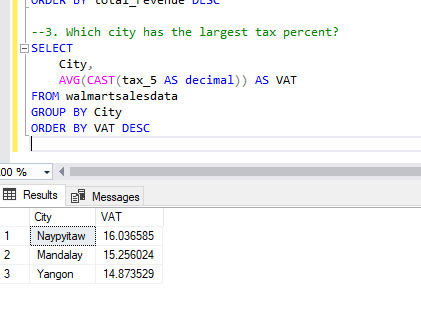 ORDER BY total_revenue DESC
--3. Which city has the largest tax percent?
SELECT
City,
AVG(CAST(tax_5 AS decimal)) AS VAT
FROM walmartsalesdata
GROUP BY City
ORDER BY VAT DESC
00 %
Results Messages
City VAT
1 Naypyitaw 16.036585
2 Mandalay 15.256024
3 Yangon 14.873529